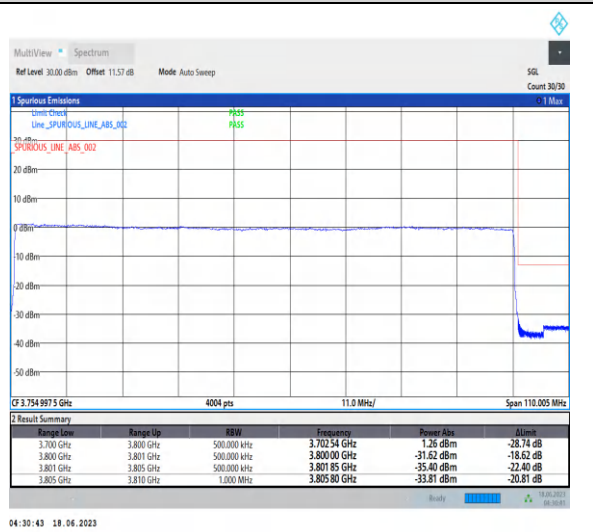 MultiView Spectrum
Ref Level 30.00 dBm Offset 11.57 dB Mode Auto Sweep SGL
Count 30/30
1 Spurious Emissions 1 Max
Limit Check PASS
Line _SPURIOUS_LINE_ABS_002 PASS
30 dBm
SPURIOUS_LINE_ABS_002
20 dBm
10 dBm
0 dBm
-10 dBm
-20 dBm
-30 dBm
-40 dBm
-50 dBm
CF 3.754 997 5 GHz 4004 pts 11.0 MHz/ Span 110.005 MHz
2 Result Summary
Range Low Range Up RBW Frequency Power Abs ΔLimit
3.700 GHz 3.800 GHz 500.000 kHz 3.702 54 GHz 1.26 dBm -28.74 dB
3.800 GHz 3.801 GHz 500.000 kHz 3.800 00 GHz -31.62 dBm -18.62 dB
3.801 GHz 3.805 GHz 500.000 kHz 3.801 85 GHz -35.40 dBm -22.40 dB
3.805 GHz 3.810 GHz 1.000 MHz 3.805 80 GHz -33.81 dBm -20.81 dB
Ready 18.06.2023
04:30:43 18.06.2023